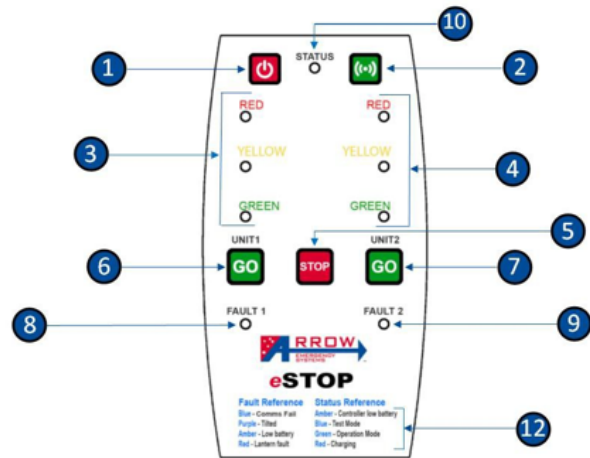 10
STATUS
1
2
RED
RED
3
YELLOW
YELLOW
4
GREEN
GREEN
5
UNIT1
UNIT2
6
GO
STOP
GO
7
8
FAULT 1
FAULT 2
9
ARROW
EMERGENCY
SYSTEMS
eSTOP
Fault Reference
Status Reference
Blue - Comms Fail
Amber - Controller low battery
Purple - Tilted
Blue - Test Mode
12
Amber - Low battery
Green - Operation Mode
Red - Lantern fault
Red - Charging